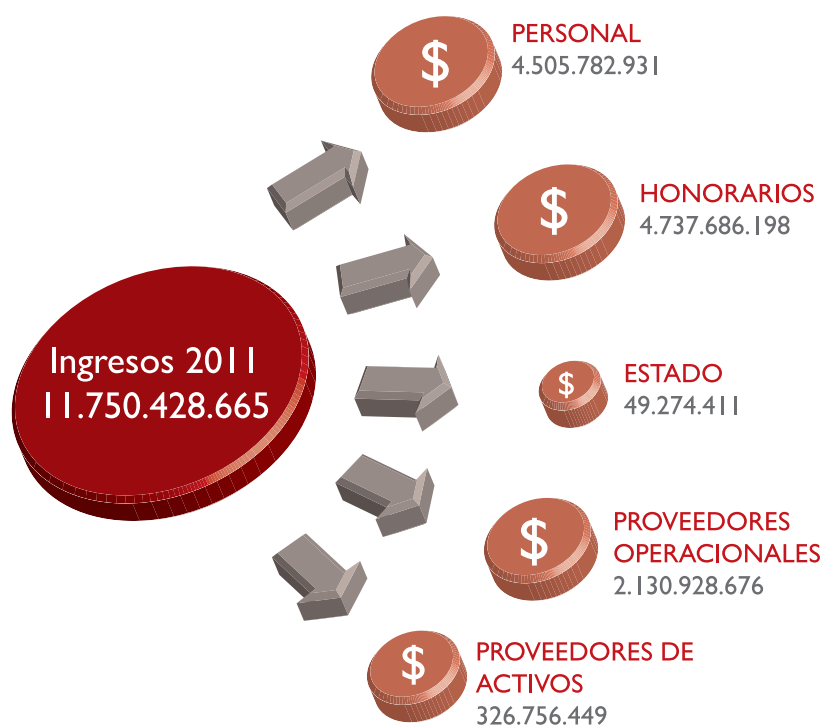 $
PERSONAL
4.505.782.931
$
HONORARIOS
4.737.686.198
Ingresos 2011
11.750.428.665
$
ESTADO
49.274.411
$
PROVEEDORES
OPERACIONALES
2.130.928.676
$
PROVEEDORES DE
ACTIVOS
326.756.449